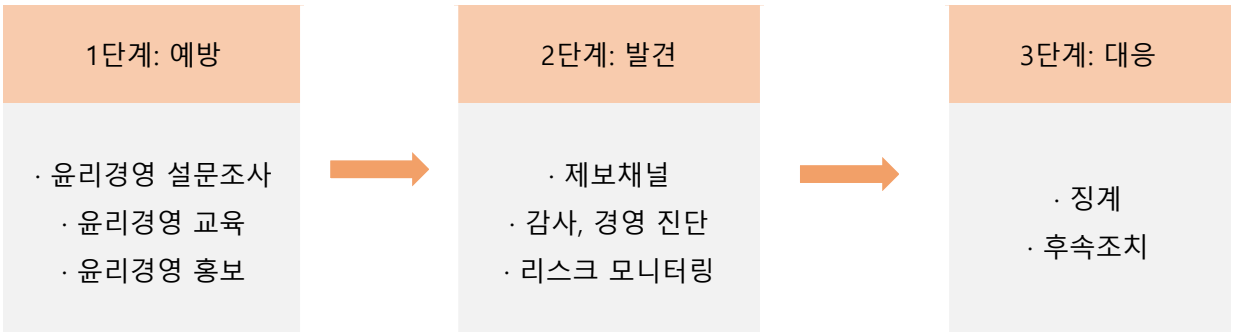 1단계: 예방
· 윤리경영 설문조사
· 윤리경영 교육
· 윤리경영 홍보
2단계: 발견
· 제보채널
· 감사, 경영 진단
· 리스크 모니터링
3단계: 대응
· 징계
· 후속조치